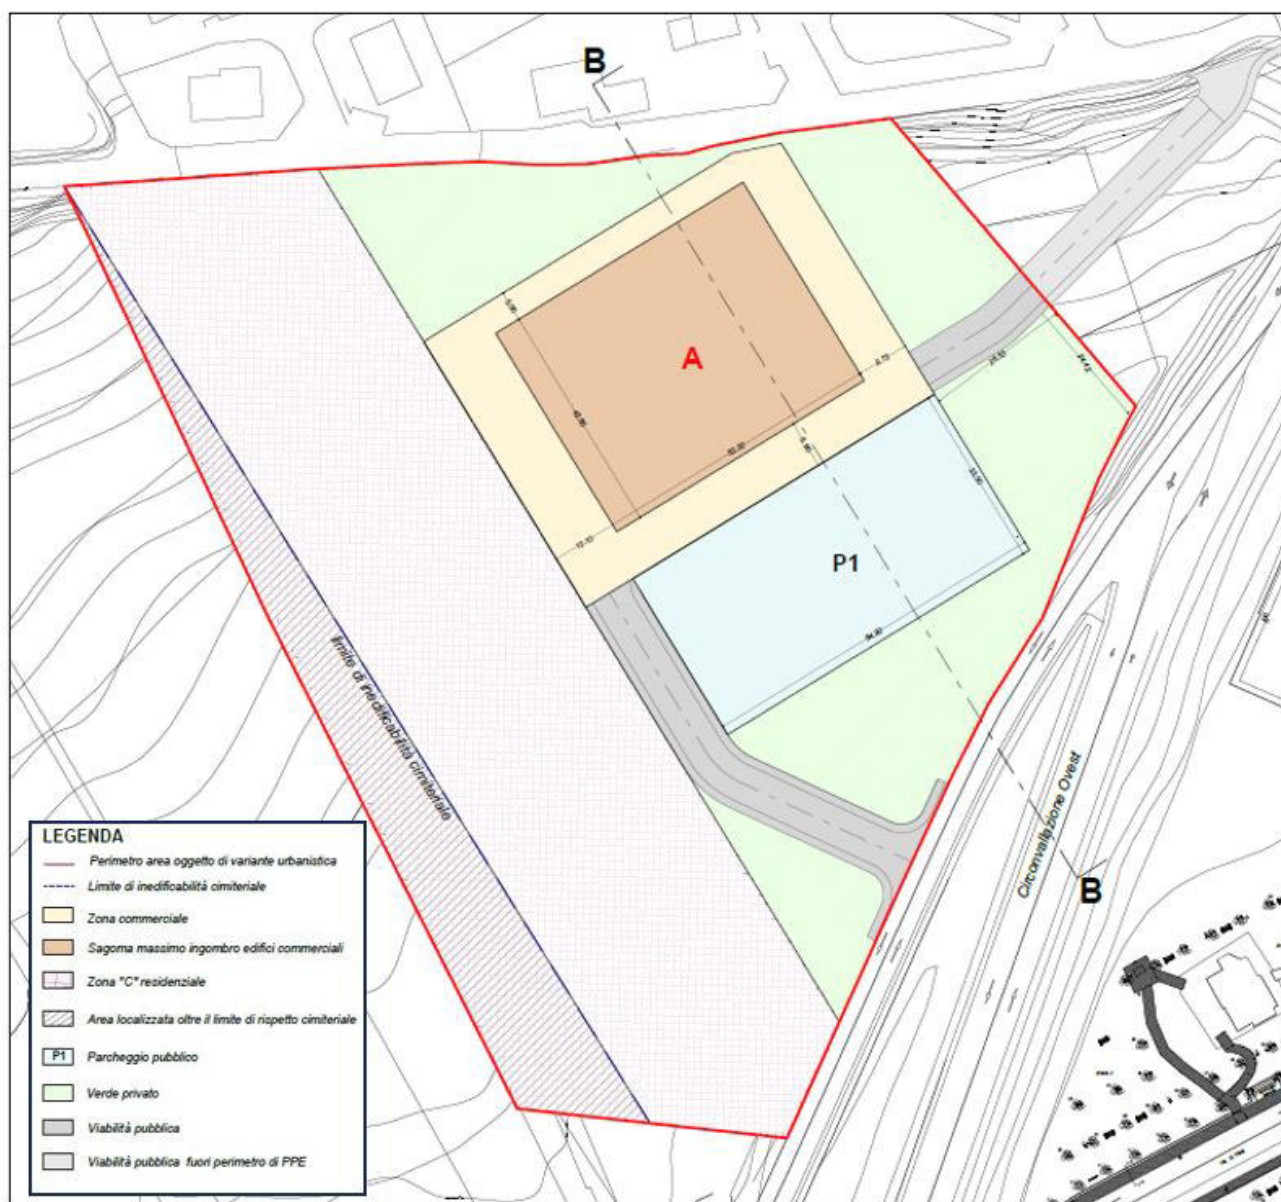 B
A
P1
limite di inedificabilità cimiteriale
Circonvallazione Ovest
B
LEGENDA
Perimetro area oggetto di variante urbanistica
Limite di inedificabilità cimiteriale
Zona commerciale
Sagoma massimo ingombro edifici commerciali
Zona "C" residenziale
Area localizzata oltre il limite di rispetto cimiteriale
P1 Parcheggio pubblico
Verde privato
Viabilità pubblica
Viabilità pubblica fuori perimetro di PPE